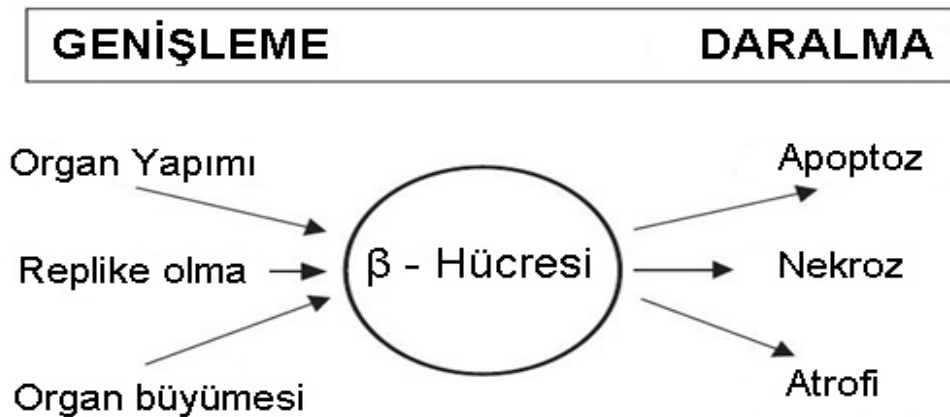 GENİŞLEME DARALMA
Organ Yapımı
Apoptoz
Replike olma
β - Hücresi
Nekroz
Organ büyümesi
Atrofi